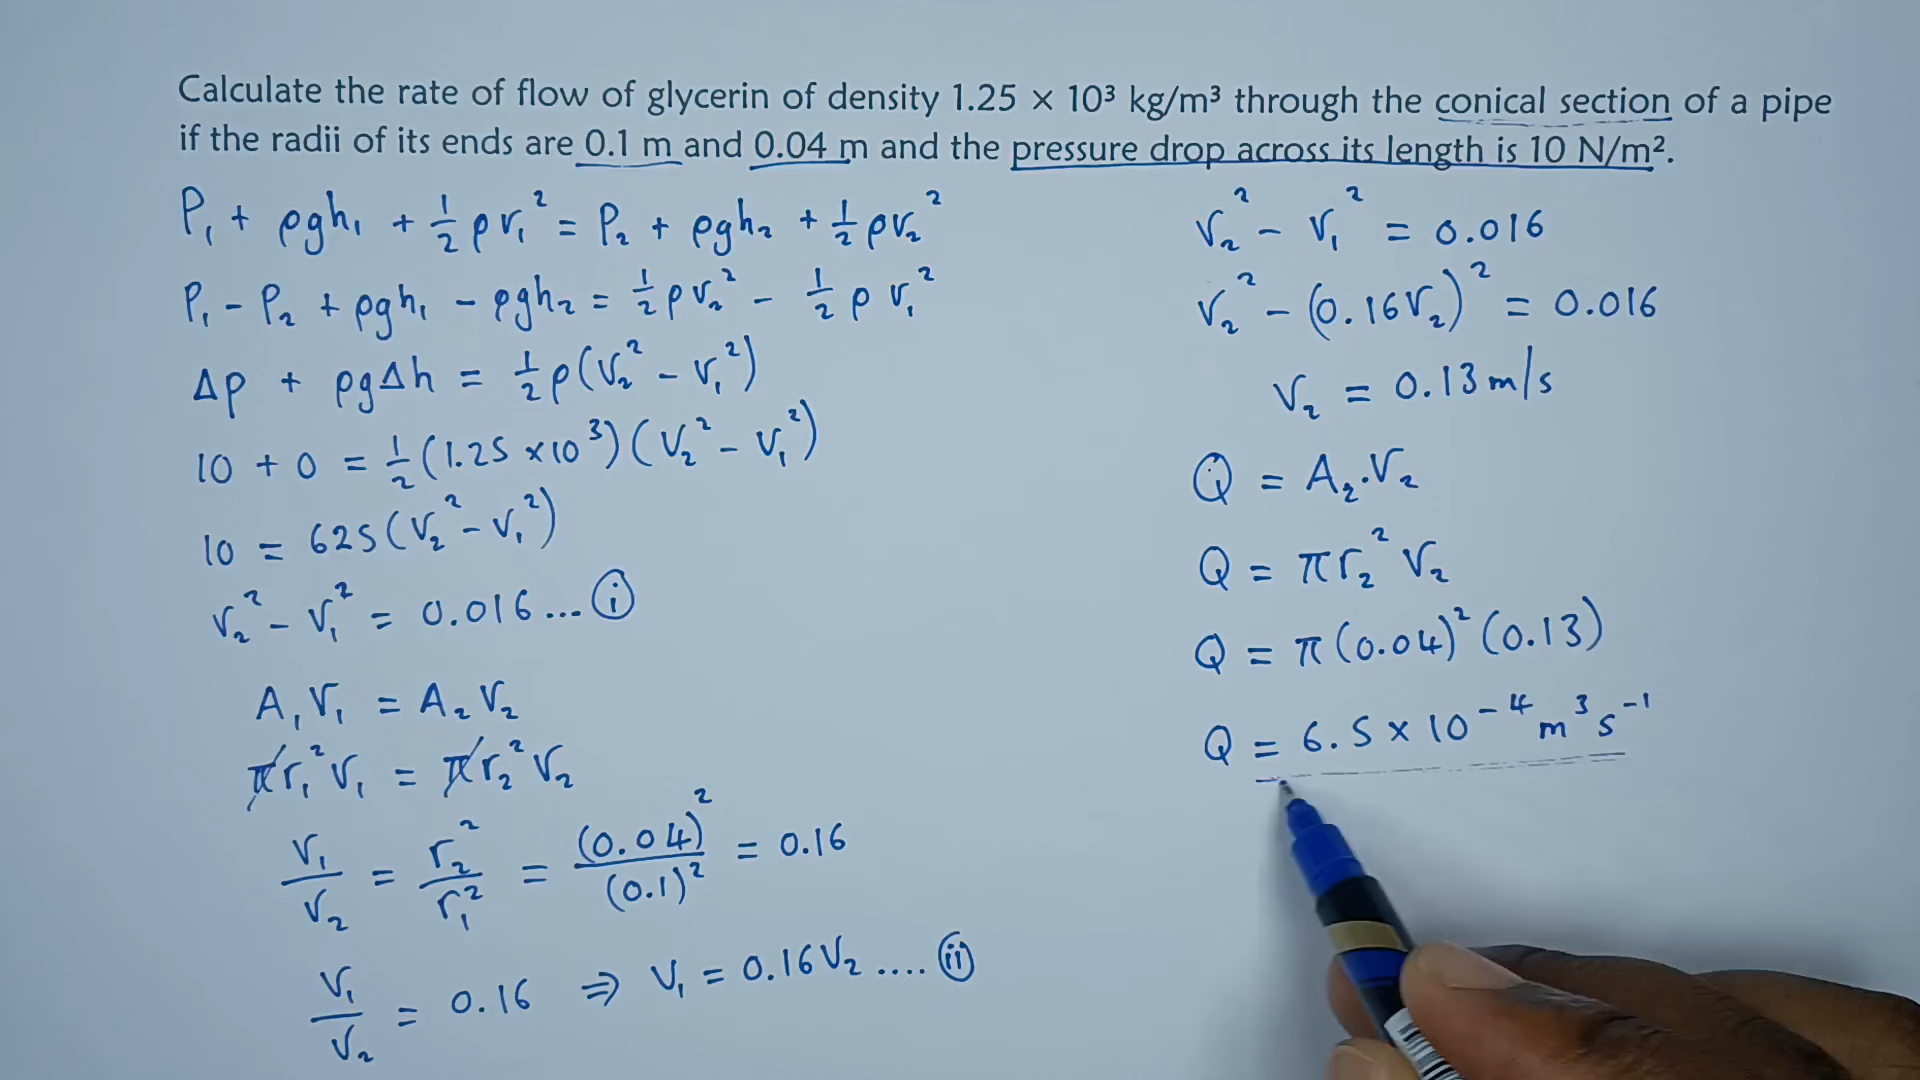 Calculate the rate of flow of glycerin of density 1.25 × 10³ kg/m³ through the conical section of a pipe
if the radii of its ends are 0.1 m and 0.04 m and the pressure drop across its length is 10 N/m².
P₁ + ρgh₁ + ½ρv₁² = P₂ + ρgh₂ + ½ρv₂²
P₁ - P₂ + ρgh₁ - ρgh₂ = ½ρv₂² - ½ρv₁²
Δp + ρgΔh = ½ρ(v₂² - v₁²)
10 + 0 = ½(1.25 × 10³)(v₂² - v₁²)
10 = 625(v₂² - v₁²)
v₂² - v₁² = 0.016 ... (i)
A₁v₁ = A₂v₂
πr₁²v₁ = πr₂²v₂
v₁/v₂ = r₂²/r₁² = (0.04)²/(0.1)² = 0.16
v₁/v₂ = 0.16 ⇒ v₁ = 0.16v₂ .... (ii)
v₂² - v₁² = 0.016
v₂² - (0.16v₂)² = 0.016
v₂ = 0.13 m/s
Q = A₂.v₂
Q = πr₂²v₂
Q = π(0.04)²(0.13)
Q = 6.5 × 10⁻⁴ m³s⁻¹